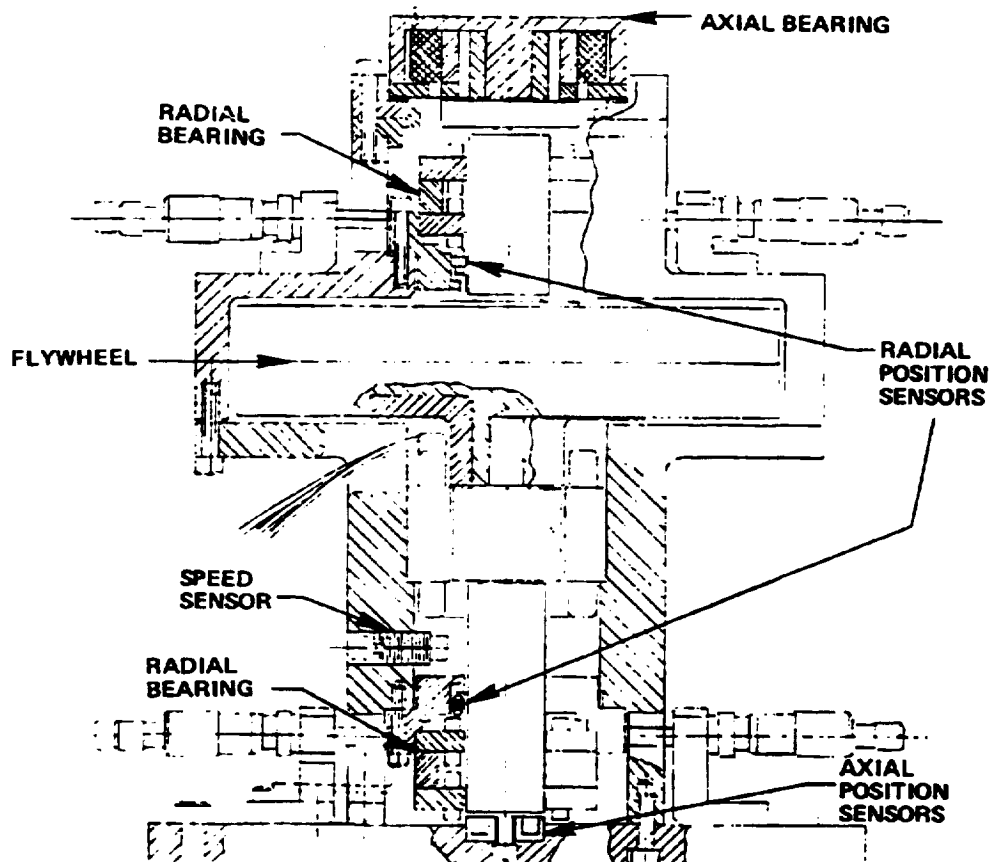 AXIAL BEARING
RADIAL
BEARING
FLYWHEEL
RADIAL
POSITION
SENSORS
SPEED
SENSOR
RADIAL
BEARING
AXIAL
POSITION
SENSORS